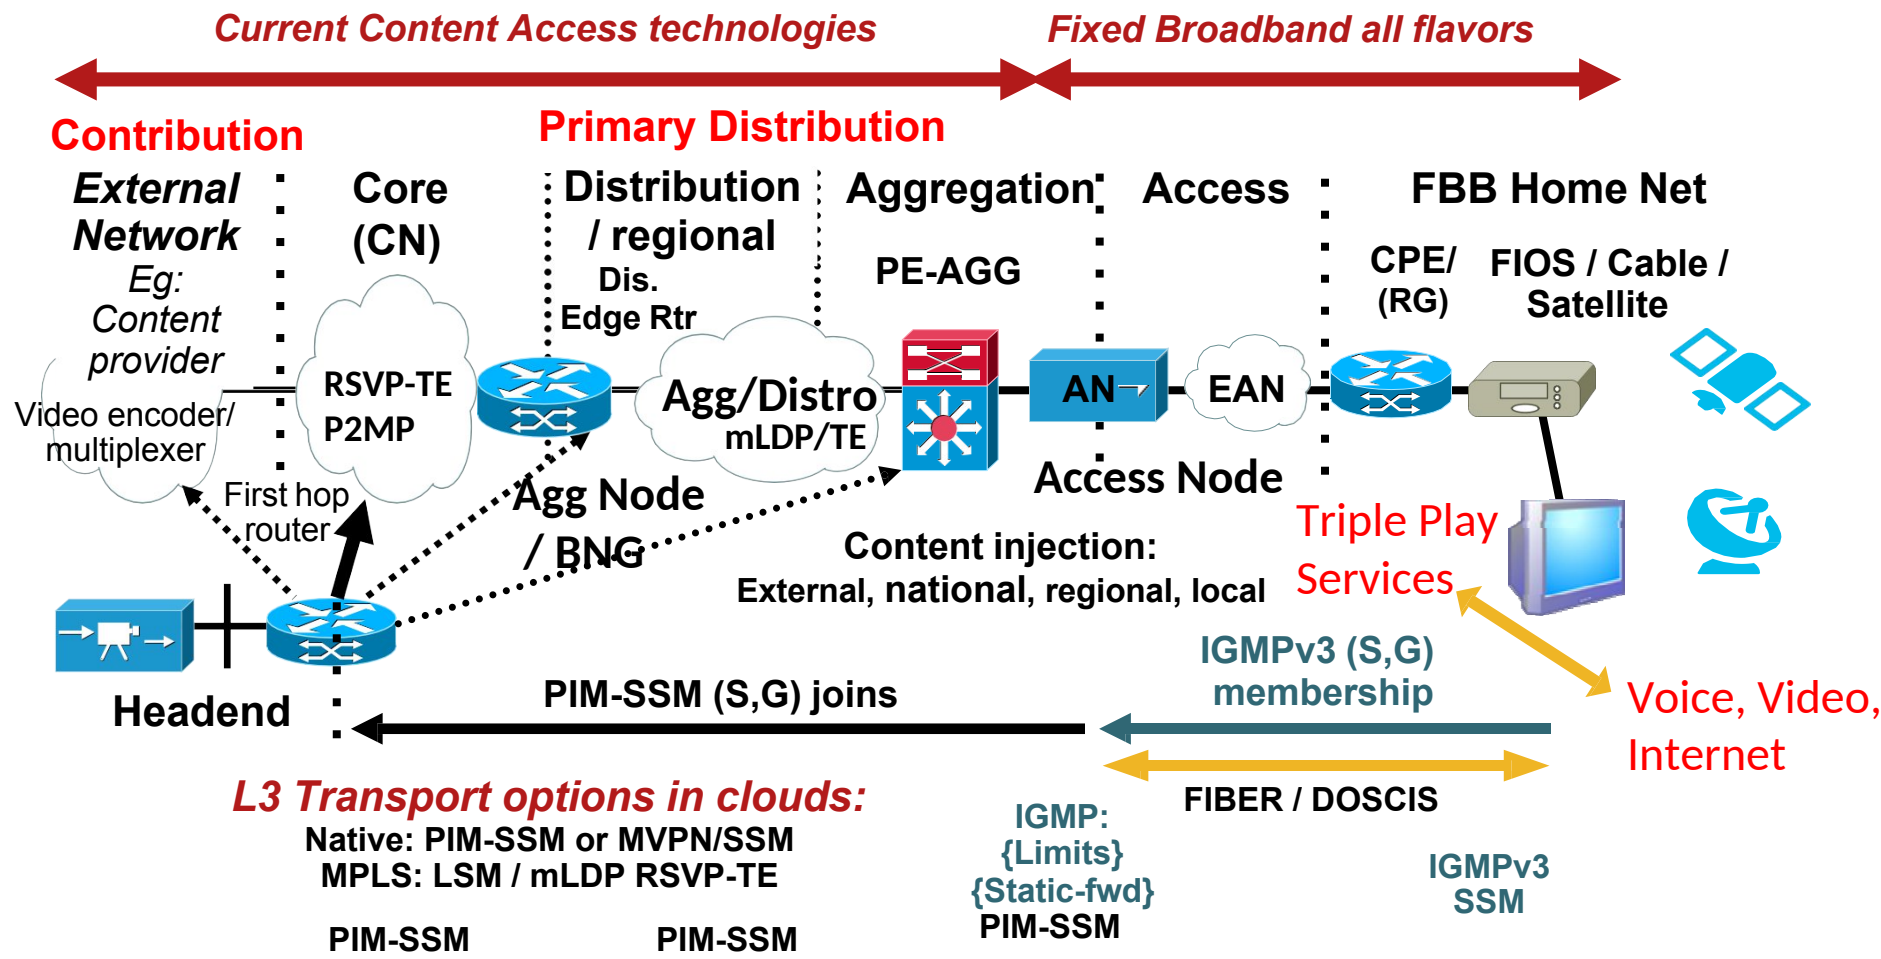 Current Content Access technologies
Fixed Broadband all flavors
Contribution
Primary Distribution
External
Network
Eg:
Content
provider
Video encoder/
multiplexer
Core
(CN)
RSVP-TE
P2MP
Distribution
/ regional
Dis.
Edge Rtr
Agg/Distro
mLDP/TE
Aggregation
PE-AGG
Access
AN
EAN
FBB Home Net
CPE/
(RG)
FIOS / Cable /
Satellite
First hop
router
Agg Node
/ BNG
Access Node
Content injection:
External, national, regional, local
Triple Play
Services
Headend
PIM-SSM (S,G) joins
IGMPv3 (S,G)
membership
Voice, Video,
Internet
FIBER / DOSCIS
L3 Transport options in clouds:
Native: PIM-SSM or MVPN/SSM
MPLS: LSM / mLDP RSVP-TE
IGMP:
{Limits}
{Static-fwd}
PIM-SSM
IGMPv3
SSM
PIM-SSM
PIM-SSM